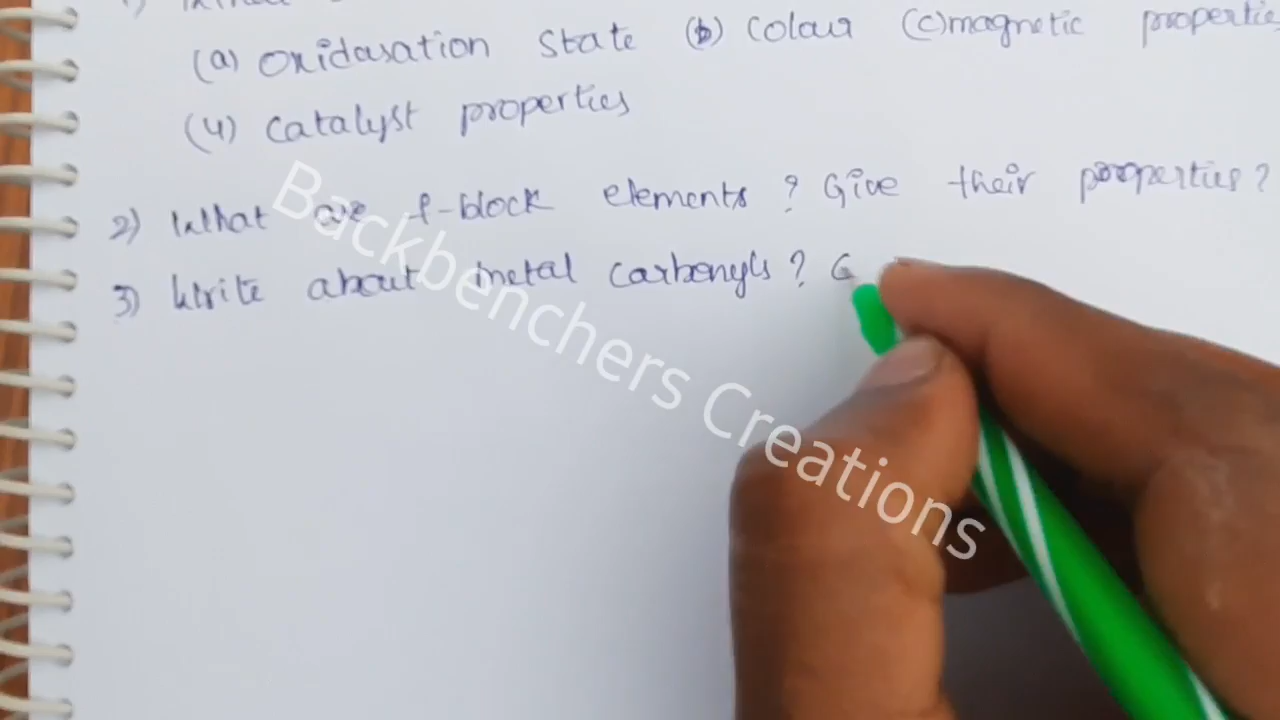 (a) oxidasation state (b) colour (c) magnetic propertie
(4) catalyst properties
2) What are f-block elements? Give their properties?
3) Write about metal carbonyls? G
Backbenchers Creations